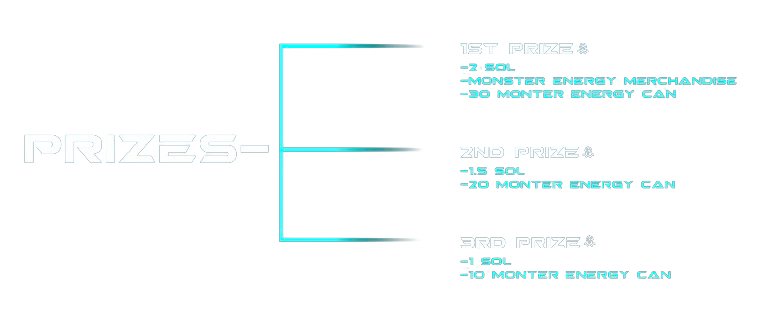 PRIZES-
1ST PRIZE
-2 SOL
-MONSTER ENERGY MERCHANDISE
-30 MONTER ENERGY CAN
2ND PRIZE
-1.5 SOL
-20 MONTER ENERGY CAN
3RD PRIZE
-1 SOL
-10 MONTER ENERGY CAN